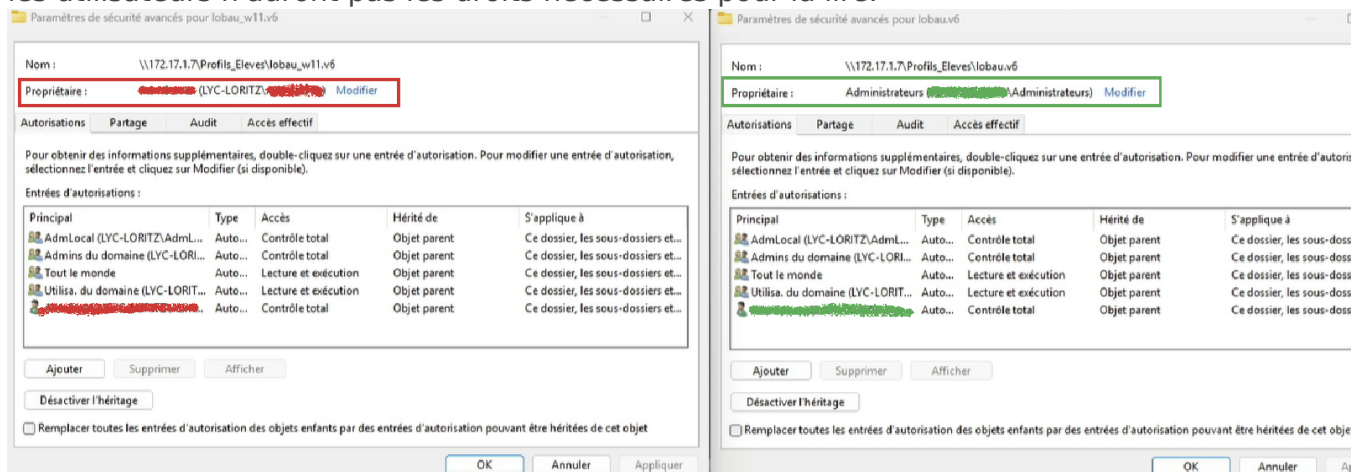 les utilisateurs n'auront pas les droits nécessaires pour la lire.
Paramètres de sécurité avancés pour lobau_w11.v6
Nom : \\172.17.1.7\Profils_Eleves\lobau_w11.v6
Propriétaire : (LYC-LORITZ\ ) Modifier
Autorisations Partage Audit Accès effectif
Pour obtenir des informations supplémentaires, double-cliquez sur une entrée d'autorisation. Pour modifier une entrée d'autorisation,
sélectionnez l'entrée et cliquez sur Modifier (si disponible).
Entrées d'autorisations :
Principal Type Accès Hérité de S'applique à
AdmLocal (LYC-LORITZ\AdmL... Auto... Contrôle total Objet parent Ce dossier, les sous-dossiers et...
Admins du domaine (LYC-LORI... Auto... Contrôle total Objet parent Ce dossier, les sous-dossiers et...
Tout le monde Auto... Lecture et exécution Objet parent Ce dossier, les sous-dossiers et...
Utilisa. du domaine (LYC-LORIT... Auto... Lecture et exécution Objet parent Ce dossier, les sous-dossiers et...
Auto... Contrôle total Objet parent Ce dossier, les sous-dossiers et...
Ajouter Supprimer Afficher
Désactiver l'héritage
Remplacer toutes les entrées d'autorisation des objets enfants par des entrées d'autorisation pouvant être héritées de cet objet
OK Annuler Appliquer
Paramètres de sécurité avancés pour lobau.v6
Nom : \\172.17.1.7\Profils_Eleves\lobau.v6
Propriétaire : Administrateurs ( \Administrateurs) Modifier
Autorisations Partage Audit Accès effectif
Pour obtenir des informations supplémentaires, double-cliquez sur une entrée d'autorisation. Pour modifier une entrée d'autoris
sélectionnez l'entrée et cliquez sur Modifier (si disponible).
Entrées d'autorisations :
Principal Type Accès Hérité de S'applique à
AdmLocal (LYC-LORITZ\AdmL... Auto... Contrôle total Objet parent Ce dossier, les sous-doss
Admins du domaine (LYC-LORI... Auto... Contrôle total Objet parent Ce dossier, les sous-doss
Tout le monde Auto... Lecture et exécution Objet parent Ce dossier, les sous-doss
Utilisa. du domaine (LYC-LORIT... Auto... Lecture et exécution Objet parent Ce dossier, les sous-doss
Auto... Contrôle total Objet parent Ce dossier, les sous-doss
Ajouter Supprimer Afficher
Désactiver l'héritage
Remplacer toutes les entrées d'autorisation des objets enfants par des entrées d'autorisation pouvant être héritées de cet obje
OK Annuler Ap